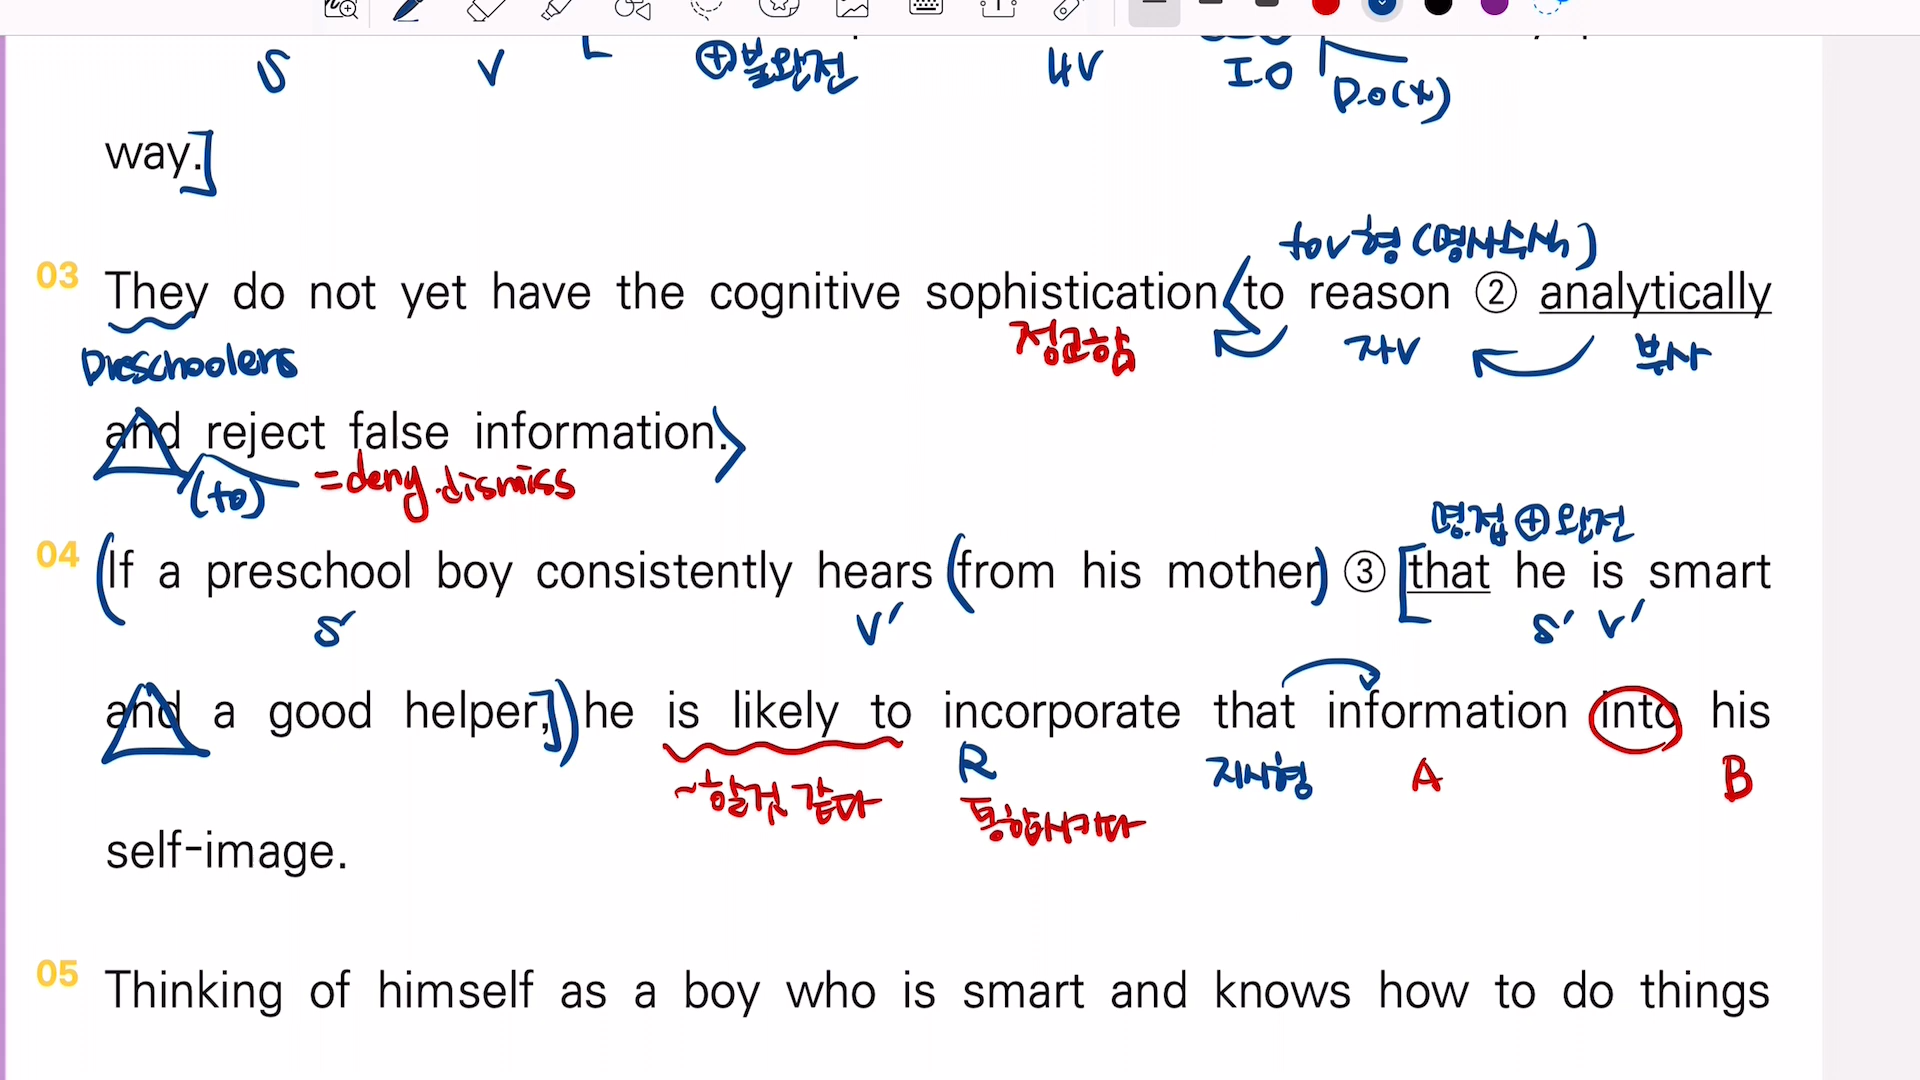 S V ⊕불완전 4V I.O D.O(x)
way.]
toV형 (명사수식)
03 They do not yet have the cognitive sophistication <to reason ② analytically
Preschoolers 정교함 자V 부사
and reject false information.>
(to) =deny.dismiss
명.접 ⊕ 완전
04 (If a preschool boy consistently hears (from his mother) ③ [that he is smart
S' V' S' V'
and a good helper,]) he is likely to incorporate that information into his
~할것 같다 R 지시형 A B
통합시키다
self-image.
05 Thinking of himself as a boy who is smart and knows how to do things